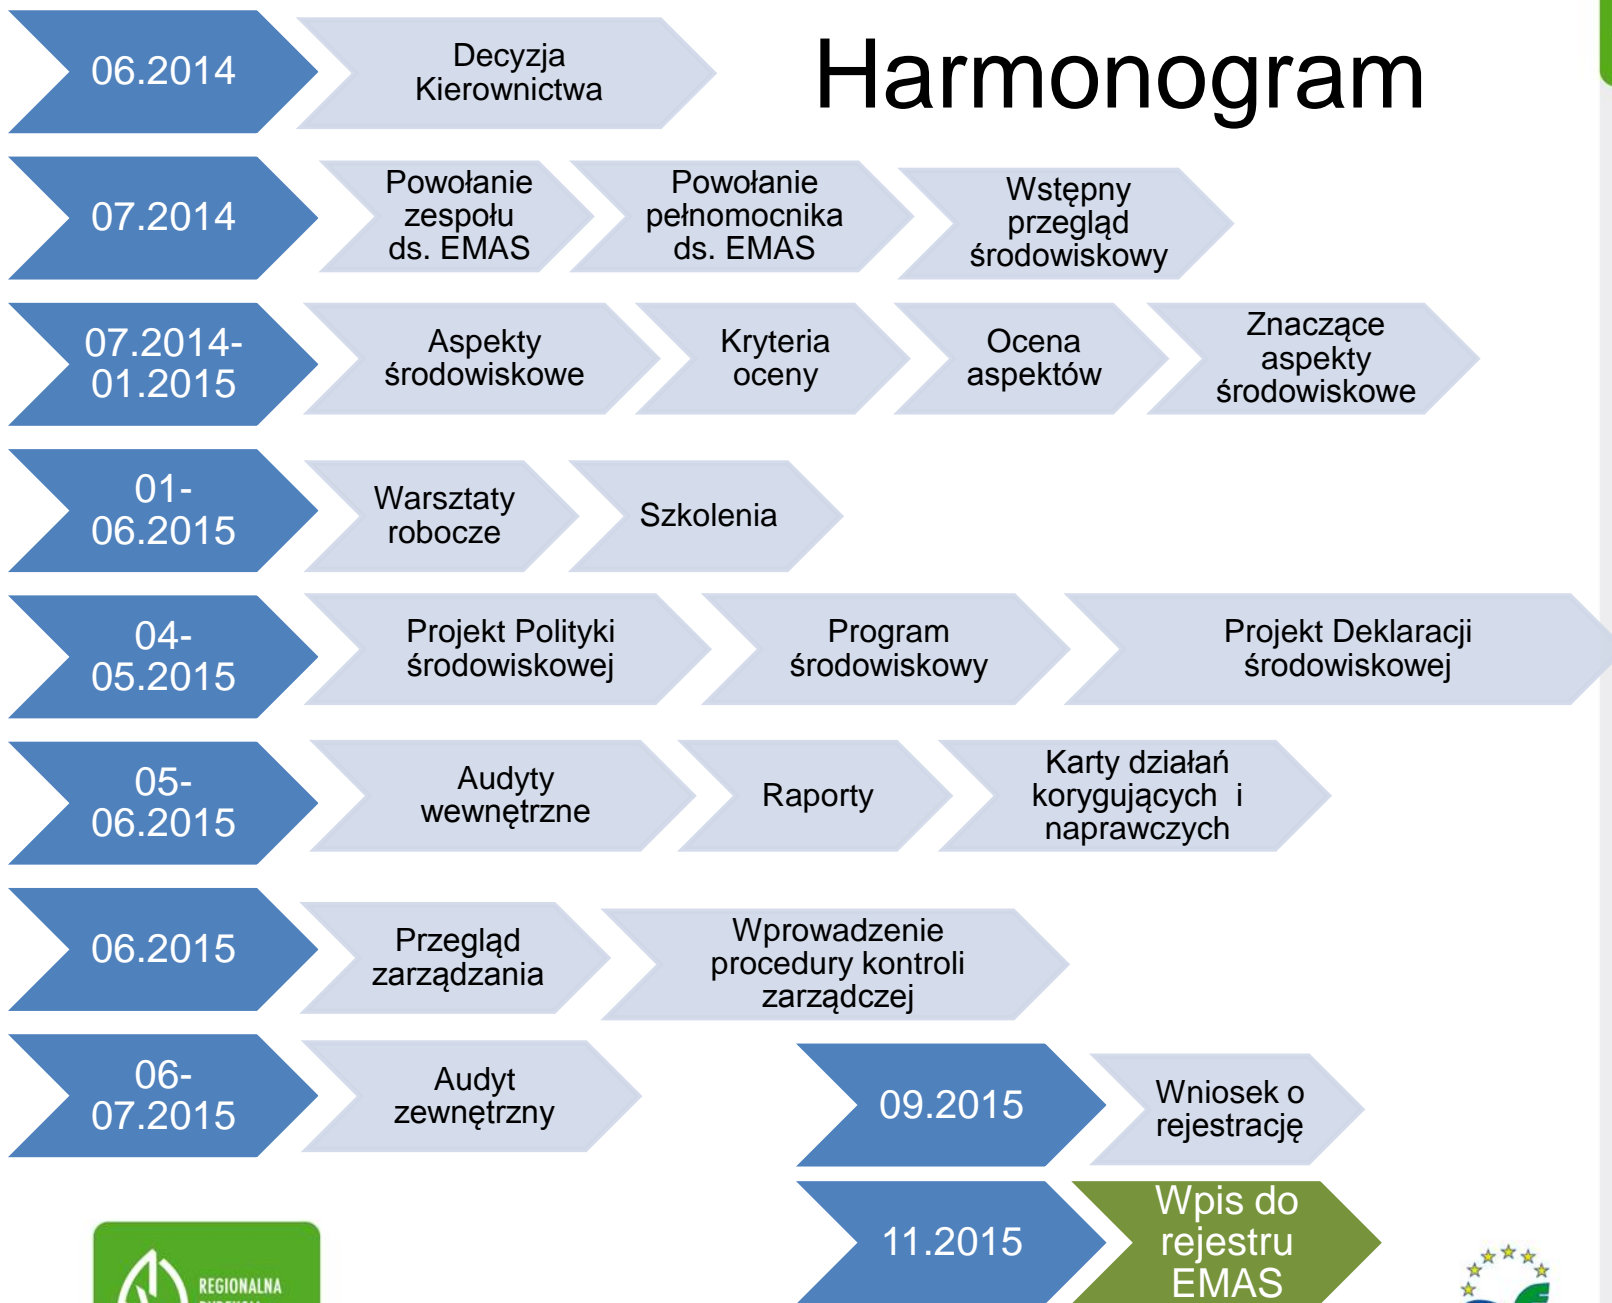 Harmonogram
06.2014
Decyzja
Kierownictwa
07.2014
Powołanie
zespołu
ds. EMAS
Powołanie
pełnomocnika
ds. EMAS
Wstępny
przegląd
środowiskowy
07.2014-
01.2015
Aspekty
środowiskowe
Kryteria
oceny
Ocena
aspektów
Znaczące
aspekty
środowiskowe
01-
06.2015
Warsztaty
robocze
Szkolenia
04-
05.2015
Projekt Polityki
środowiskowej
Program
środowiskowy
Projekt Deklaracji
środowiskowej
05-
06.2015
Audyty
wewnętrzne
Raporty
Karty działań
korygujących i
naprawczych
06.2015
Przegląd
zarządzania
Wprowadzenie
procedury kontroli
zarządczej
06-
07.2015
Audyt
zewnętrzny
09.2015
Wniosek o
rejestrację
11.2015
Wpis do
rejestru
EMAS
REGIONALNA